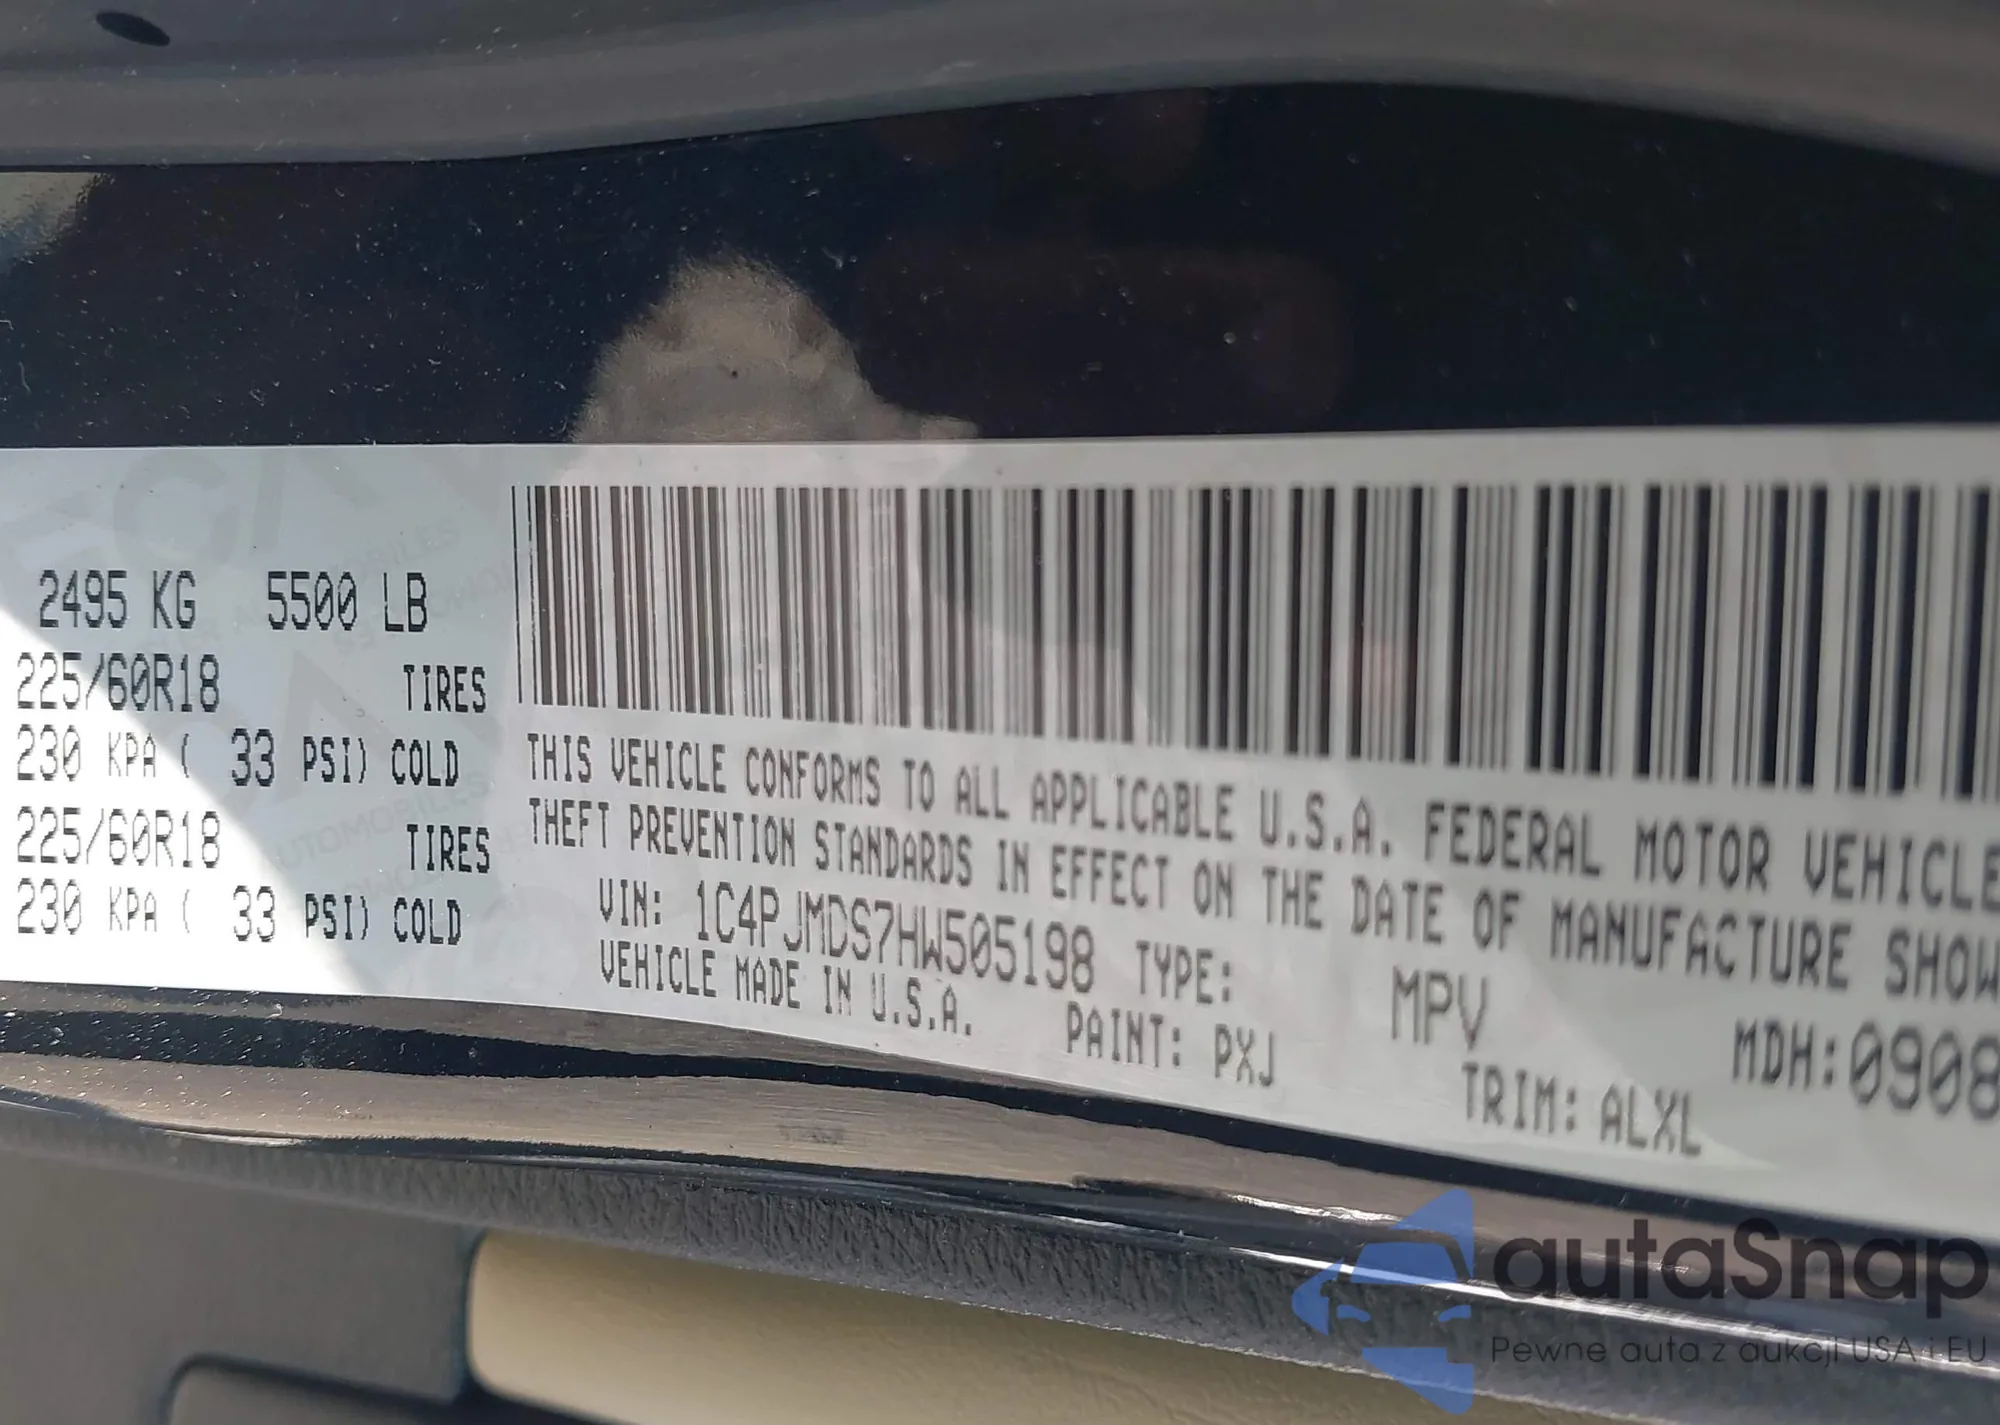 2495 KG 5500 LB
225/60R18 TIRES
230 KPA ( 33 PSI) COLD
225/60R18 TIRES
230 KPA ( 33 PSI) COLD
THIS VEHICLE CONFORMS TO ALL APPLICABLE U.S.A. FEDERAL MOTOR VEHICLE
THEFT PREVENTION STANDARDS IN EFFECT ON THE DATE OF MANUFACTURE SHOW
VIN: 1C4PJMDS7HW505198 TYPE: MPV MDH:0908
VEHICLE MADE IN U.S.A. PAINT: PXJ TRIM: ALXL
autaSnap
Pewne auta z aukcji USA i EU